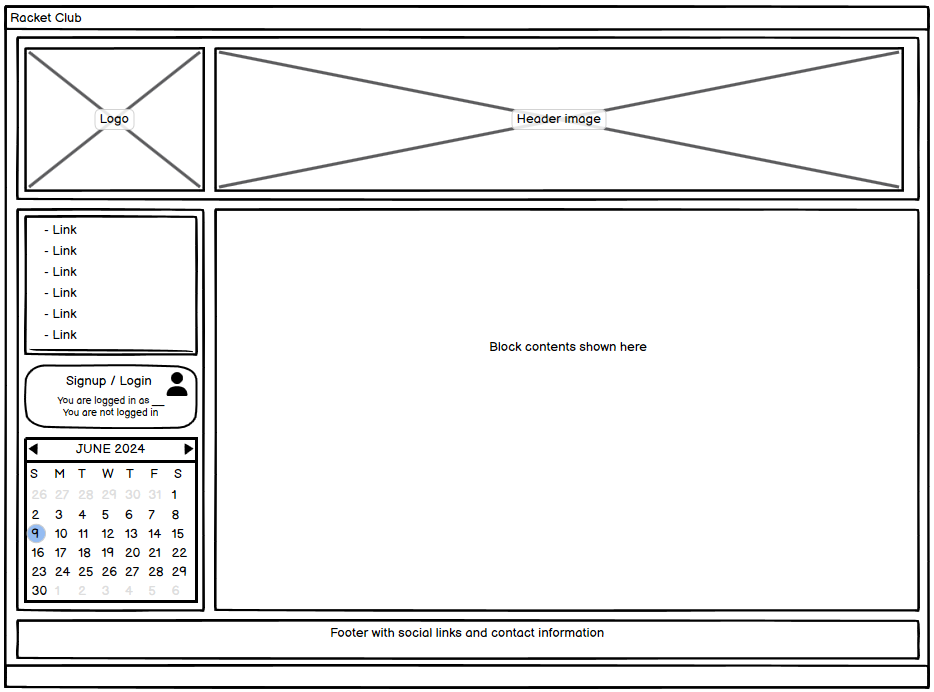 Racket Club
Logo
Header image
- Link
- Link
- Link
- Link
- Link
- Link
Signup / Login
You are logged in as __
You are not logged in
JUNE 2024
S M T W T F S
26 27 28 29 30 31 1
2 3 4 5 6 7 8
9 10 11 12 13 14 15
16 17 18 19 20 21 22
23 24 25 26 27 28 29
30 1 2 3 4 5 6
Block contents shown here
Footer with social links and contact information